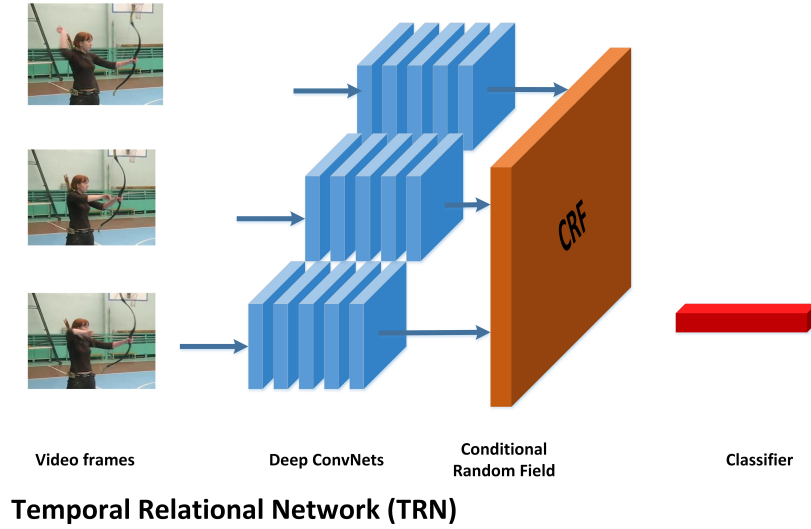 CRF
Video frames
Deep ConvNets
Conditional
Random Field
Classifier
Temporal Relational Network (TRN)